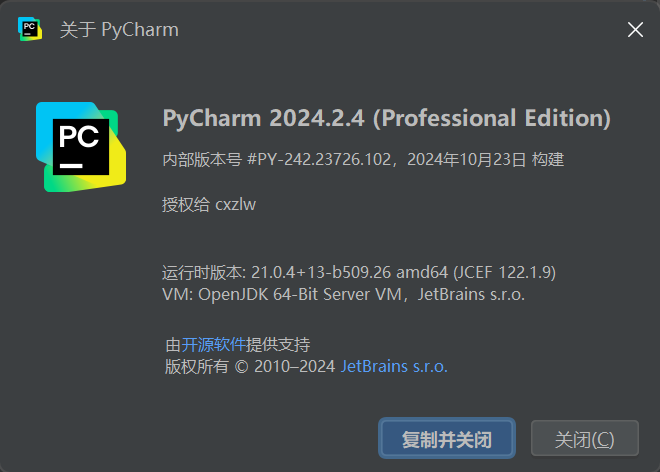 PC
关于 PyCharm
PC
PyCharm 2024.2.4 (Professional Edition)
内部版本号 #PY-242.23726.102，2024年10月23日 构建
授权给 cxzlw
运行时版本: 21.0.4+13-b509.26 amd64 (JCEF 122.1.9)
VM: OpenJDK 64-Bit Server VM，JetBrains s.r.o.
由开源软件提供支持
版权所有 © 2010–2024 JetBrains s.r.o.
复制并关闭
关闭(C)